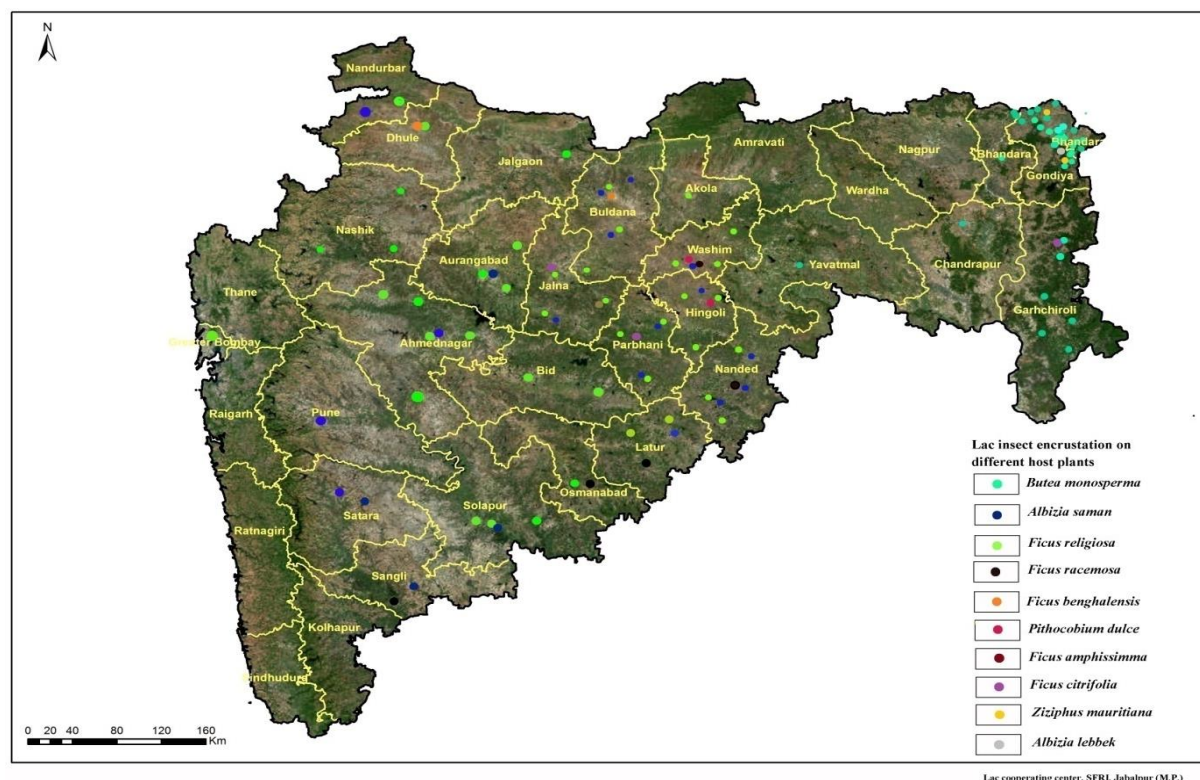 N
Nandurbar
Dhule
Jalgaon
Amravati
Nagpur
Bhandara
Bhandara
Gondiya
Akola
Buldana
Wardha
Nashik
Washim
Aurangabad
Jalna
Yavatmal
Chandrapur
Thane
Hingoli
Garhchiroli
Greater Bombay
Ahmednagar
Parbhani
Bid
Nanded
Raigarh
Pune
Latur
Osmanabad
Solapur
Satara
Ratnagiri
Sangli
Kolhapur
Sindhudurg
Lac insect encrustation on
different host plants
Butea monosperma
Albizia saman
Ficus religiosa
Ficus racemosa
Ficus benghalensis
Pithocobium dulce
Ficus amphissimma
Ficus citrifolia
Ziziphus mauritiana
Albizia lebbek
0 20 40 80 120 160
Km
Lac cooperating center, SFRI, Jabalpur (M.P.)